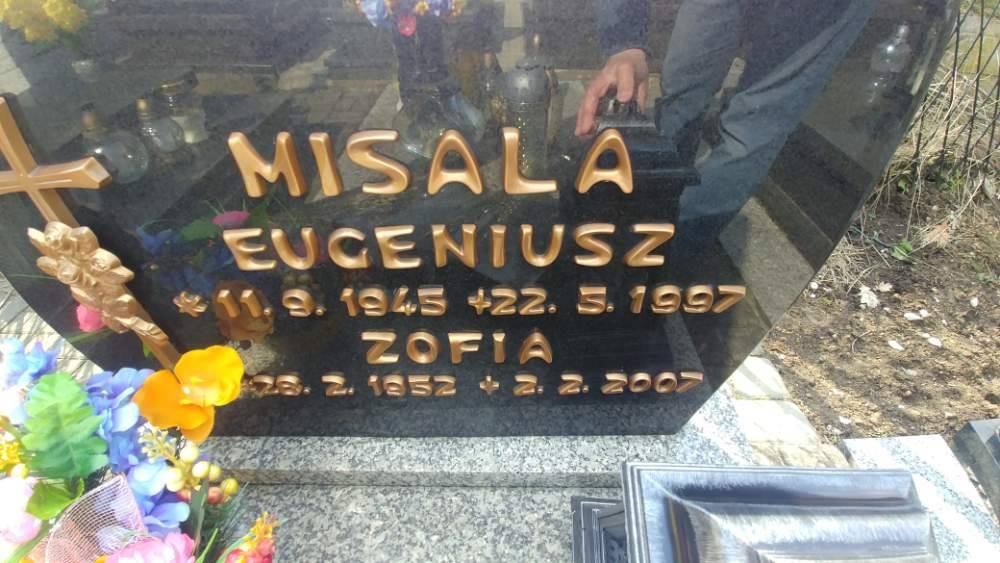 MISALA
EUGENIUSZ
* 11. 9. 1945 +22. 5. 1997
ZOFIA
*28. 2. 1952 + 2. 2. 2007